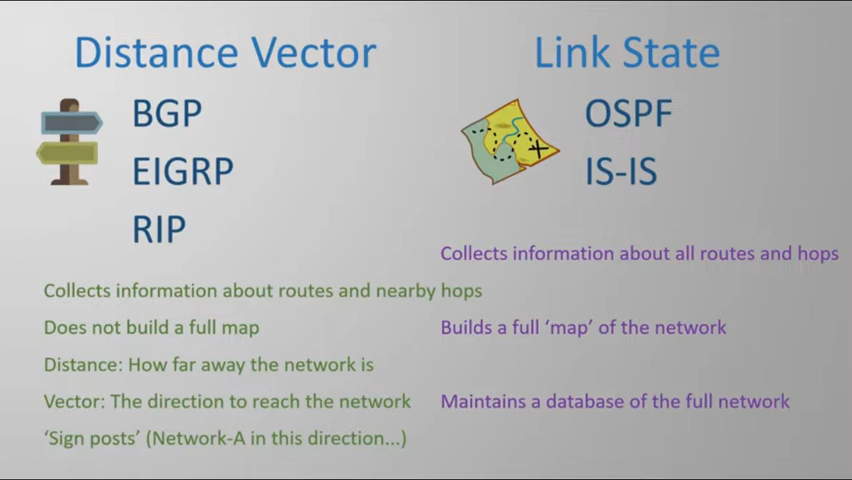 Distance Vector
BGP
EIGRP
RIP
Collects information about routes and nearby hops
Does not build a full map
Distance: How far away the network is
Vector: The direction to reach the network
‘Sign posts’ (Network-A in this direction...)
Link State
OSPF
IS-IS
Collects information about all routes and hops
Builds a full ‘map’ of the network
Maintains a database of the full network